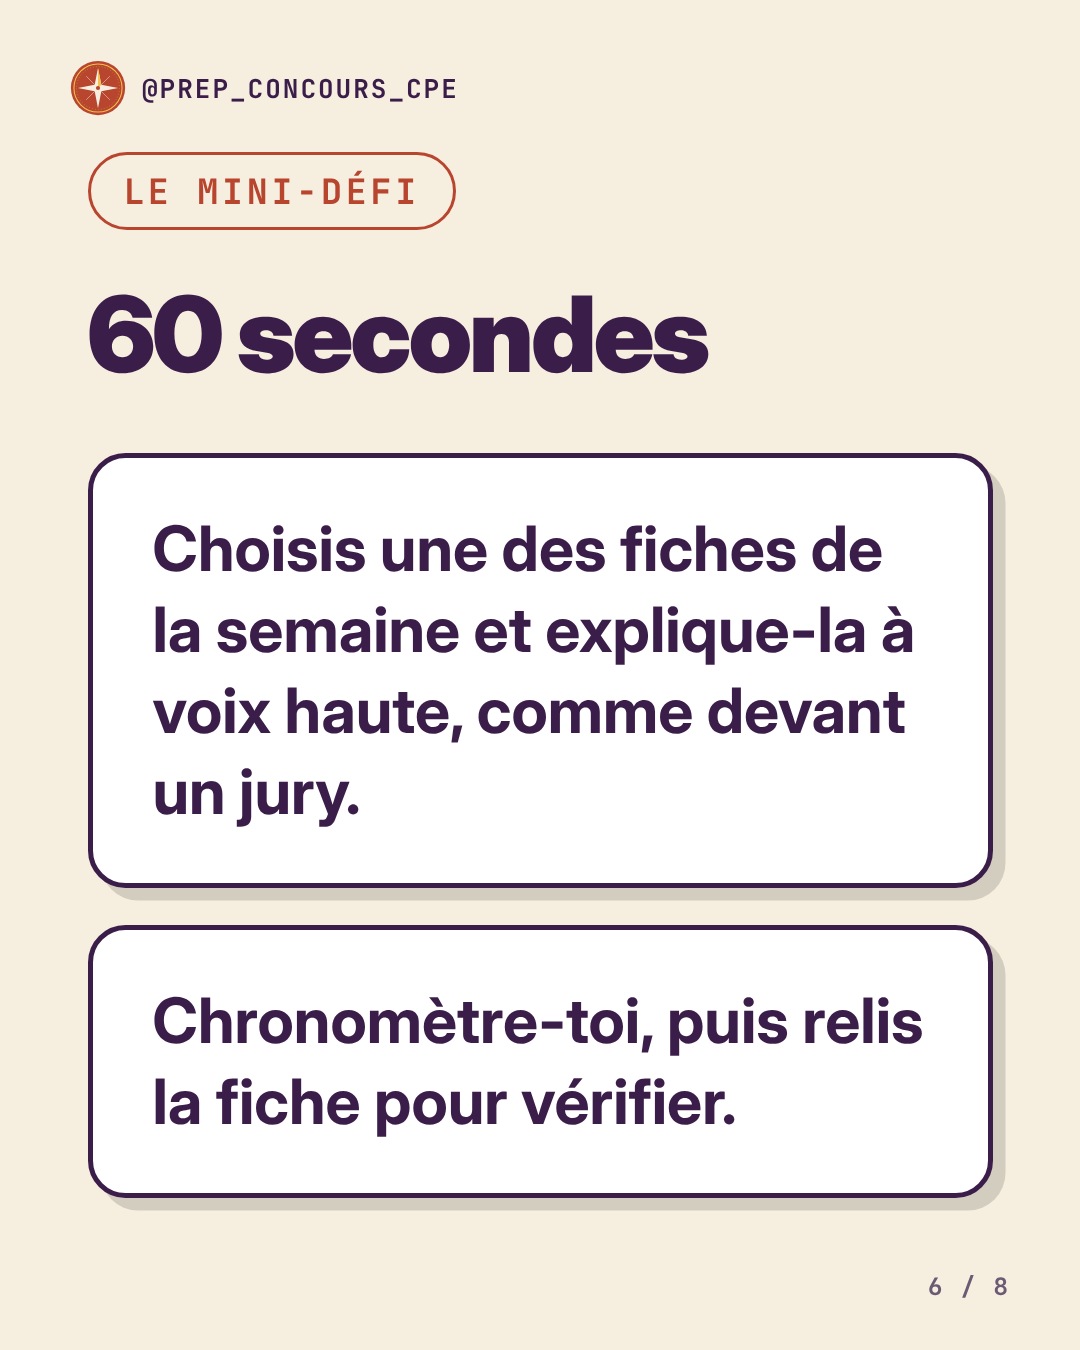 @PREP_CONCOURS_CPE
LE MINI-DÉFI
60 secondes
Choisis une des fiches de
la semaine et explique-la à
voix haute, comme devant
un jury.
Chronomètre-toi, puis relis
la fiche pour vérifier.
6 / 8